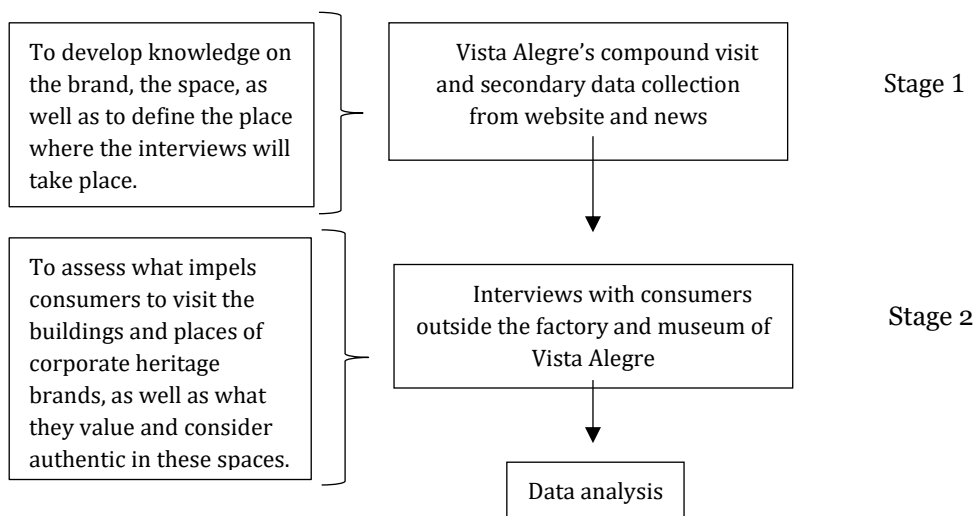 To develop knowledge on
the brand, the space, as
well as to define the place
where the interviews will
take place.
Vista Alegre’s compound visit
and secondary data collection
from website and news
Stage 1
To assess what impels
consumers to visit the
buildings and places of
corporate heritage
brands, as well as what
they value and consider
authentic in these spaces.
Interviews with consumers
outside the factory and museum of
Vista Alegre
Stage 2
Data analysis